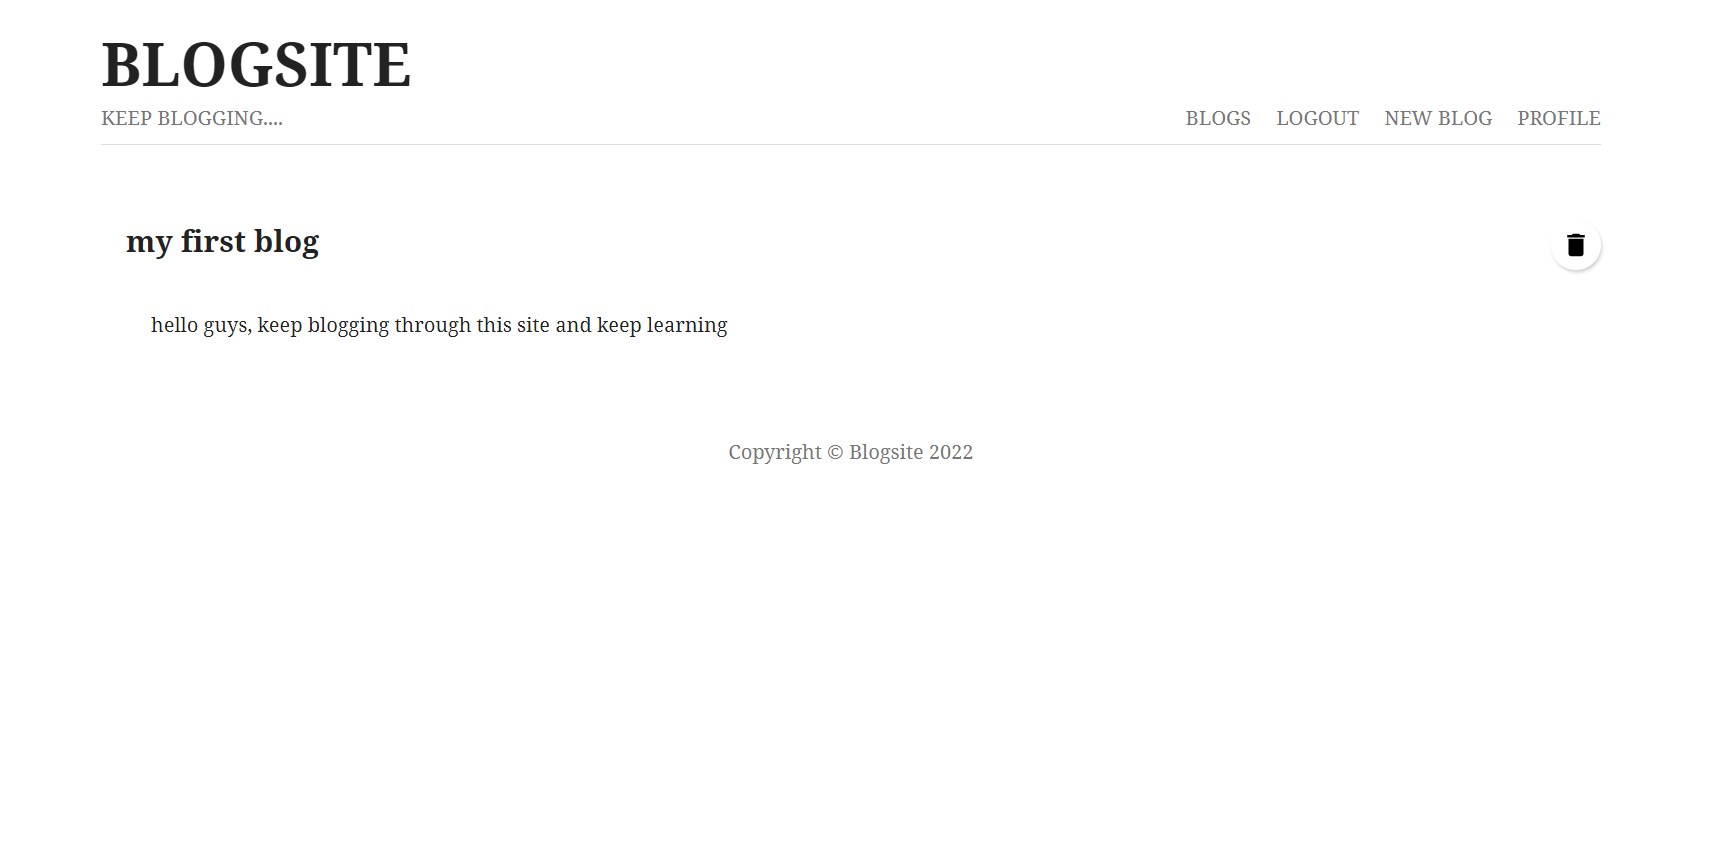 BLOGSITE
KEEP BLOGGING....
BLOGS LOGOUT NEW BLOG PROFILE
my first blog
hello guys, keep blogging through this site and keep learning
Copyright © Blogsite 2022